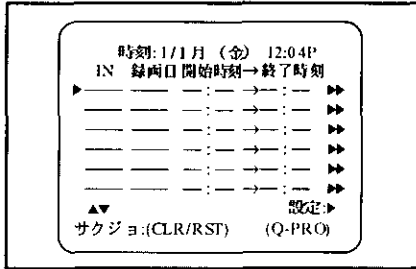 時刻:1/1月 (金) 12:04P
IN 録画日 開始時刻→終了時刻
▶— — —:— →—:— ▶▶
— — —:— →—:— ▶▶
— — —:— →—:— ▶▶
— — —:— →—:— ▶▶
— — —:— →—:— ▶▶
— — —:— →—:— ▶▶
▲▼ 設定:▶
サクジョ:(CLR/RST) (Q-PRO)